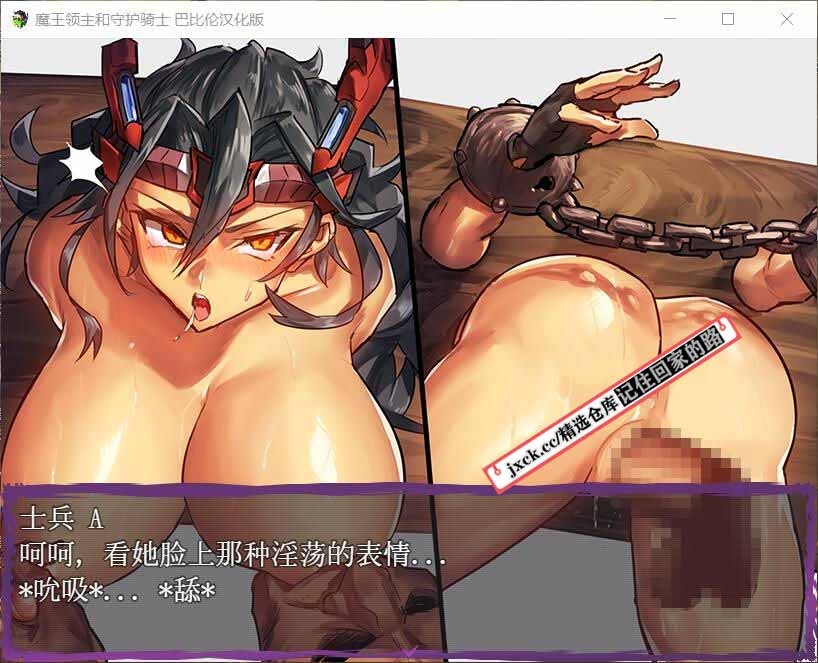 魔王领主和守护骑士 巴比伦汉化版
jxck.cc/精选仓库记住回家的路
士兵 A
呵呵，看她脸上那种淫荡的表情...
*吮吸*... *舔*